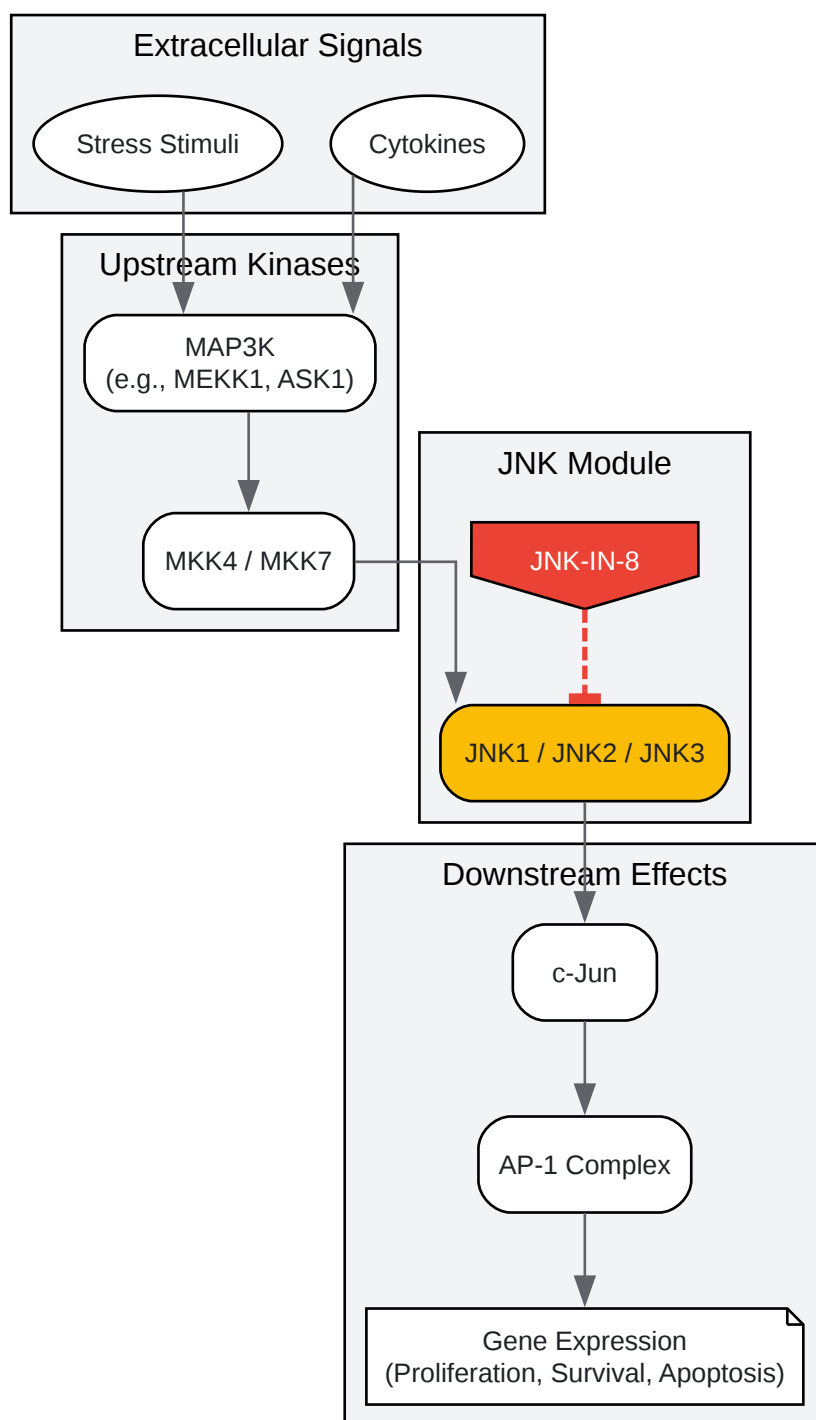 Extracellular Signals
Stress Stimuli
Cytokines
Upstream Kinases
MAP3K
(e.g., MEKK1, ASK1)
MKK4 / MKK7
JNK Module
JNK-IN-8
JNK1 / JNK2 / JNK3
Downstream Effects
c-Jun
AP-1 Complex
Gene Expression
(Proliferation, Survival, Apoptosis)